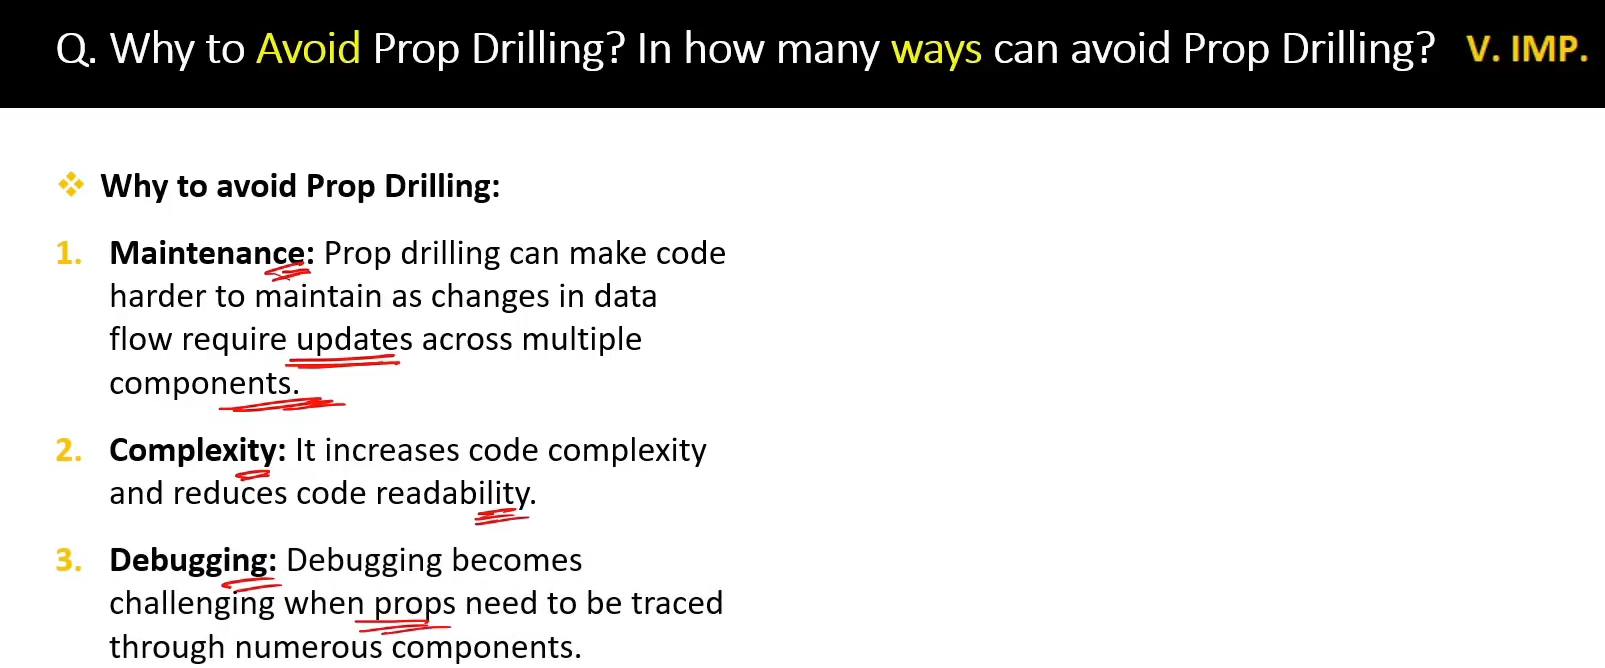 Q. Why to Avoid Prop Drilling? In how many ways can avoid Prop Drilling? V. IMP.
Why to avoid Prop Drilling:
1. Maintenance: Prop drilling can make code
harder to maintain as changes in data
flow require updates across multiple
components.
2. Complexity: It increases code complexity
and reduces code readability.
3. Debugging: Debugging becomes
challenging when props need to be traced
through numerous components.